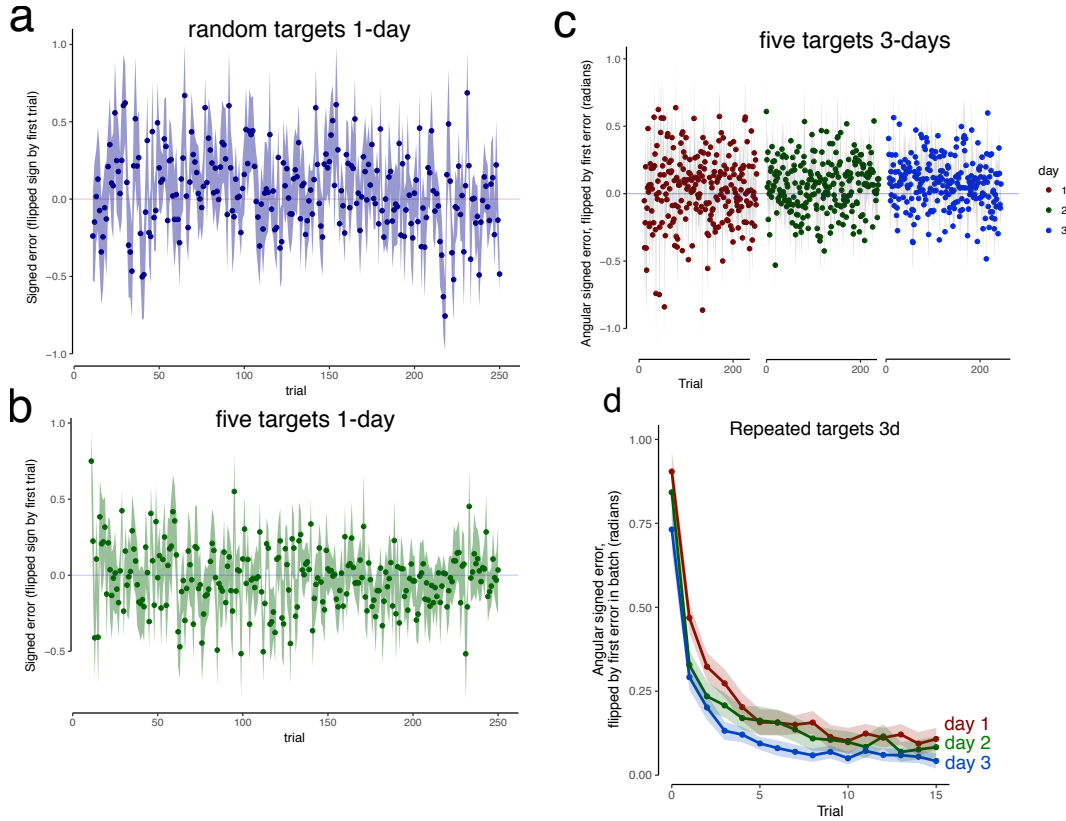 a
random targets 1-day
1.0
0.5
0.0
−0.5
−1.0
Signed error (flipped sign by first trial)
0
50
100
150
200
250
trial
b
five targets 1-day
1.0
0.5
0.0
−0.5
Signed error (flipped sign by first trial)
0
50
100
150
200
250
trial
c
five targets 3-days
1.0
0.5
0.0
−0.5
−1.0
Angular signed error, flipped by first error (radians)
0
200
0
200
0
200
Trial
day
1
2
3
d
Repeated targets 3d
1.00
0.75
0.50
0.25
0.00
Angular signed error,
flipped by first error in batch (radians)
day 1
day 2
day 3
0
5
10
15
Trial